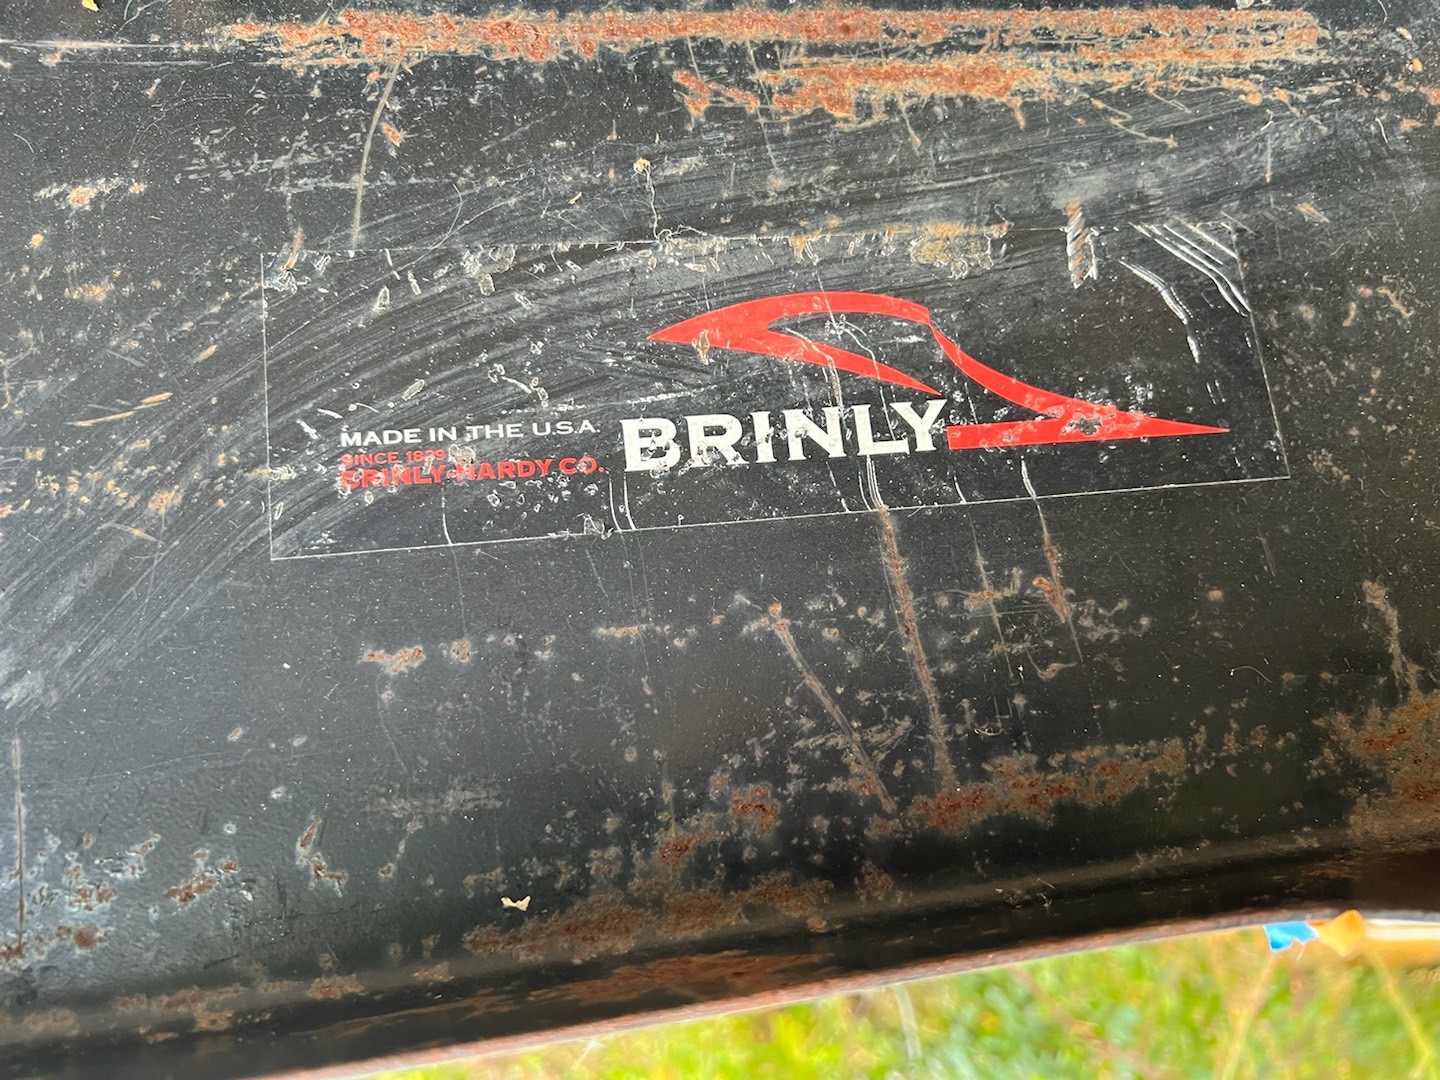 MADE IN THE U.S.A.
SINCE 1839
BRINLY-HARDY CO.
BRINLY